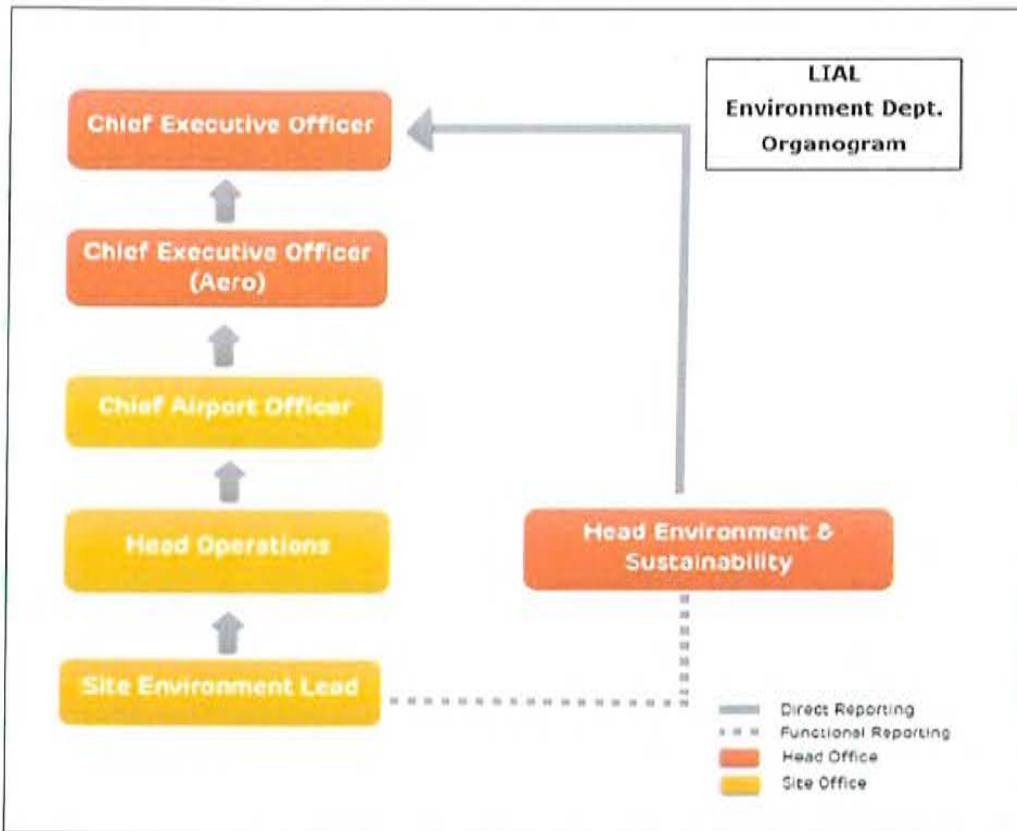 LIAL
Environment Dept.
Organogram
Chief Executive Officer
Chief Executive Officer
(Aero)
Chief Airport Officer
Head Operations
Head Environment &
Sustainability
Site Environment Lead
Direct Reporting
Functional Reporting
Head Office
Site Office